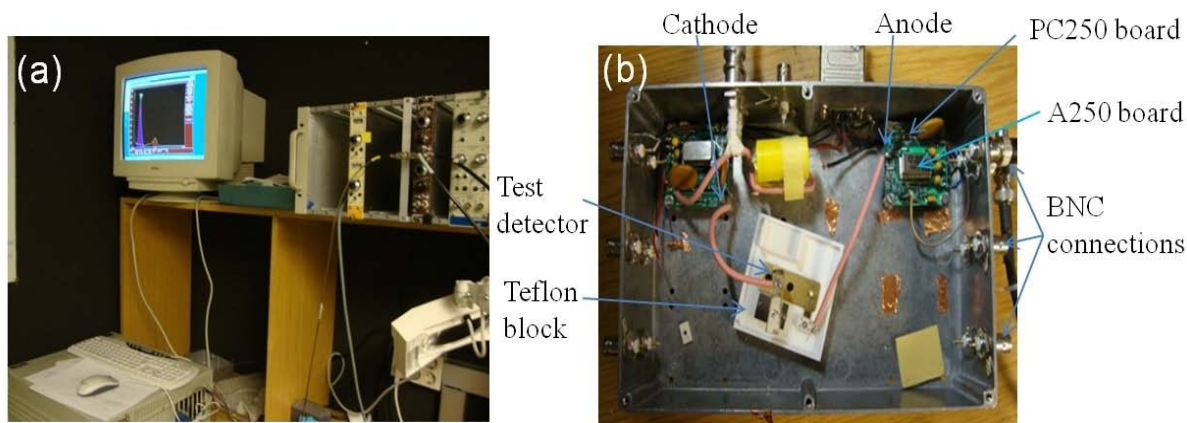 (a)
(b)
Cathode
Anode
PC250 board
A250 board
Test
detector
BNC
connections
Teflon
block